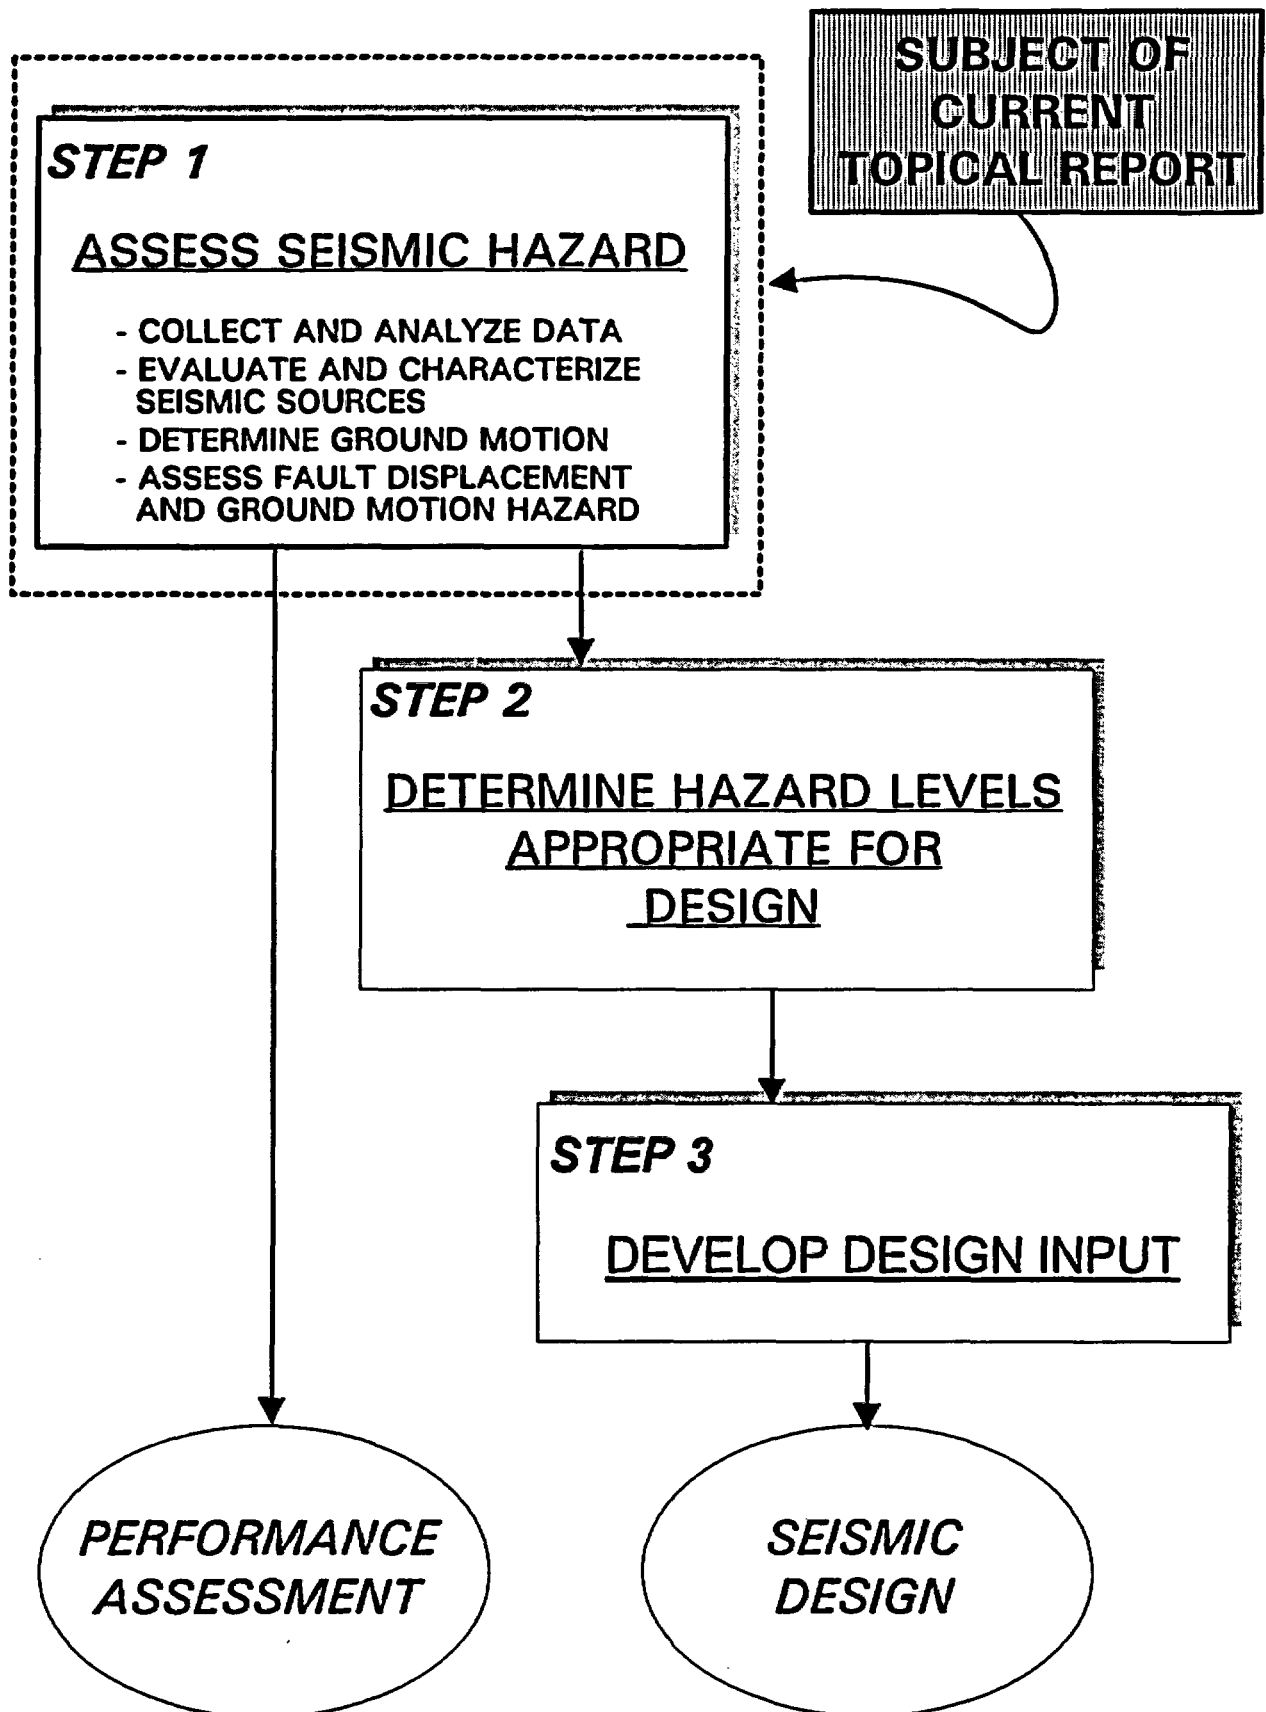 SUBJECT OF
CURRENT
TOPICAL REPORT
STEP 1
ASSESS SEISMIC HAZARD
- COLLECT AND ANALYZE DATA
- EVALUATE AND CHARACTERIZE
SEISMIC SOURCES
- DETERMINE GROUND MOTION
- ASSESS FAULT DISPLACEMENT
AND GROUND MOTION HAZARD
STEP 2
DETERMINE HAZARD LEVELS
APPROPRIATE FOR
DESIGN
STEP 3
DEVELOP DESIGN INPUT
PERFORMANCE
ASSESSMENT
SEISMIC
DESIGN